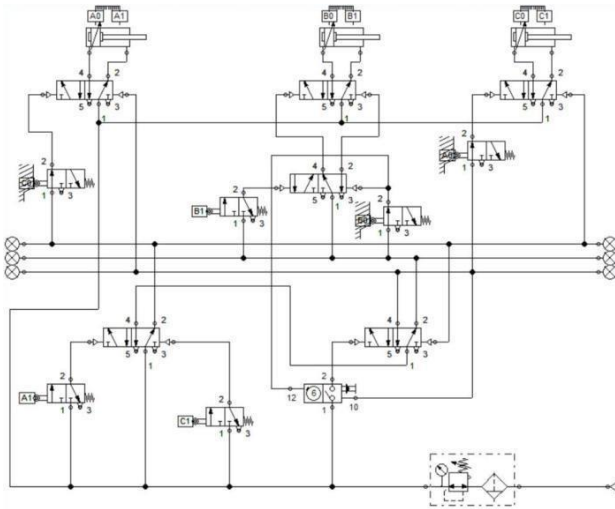 A0 A1 B0 B1 C0 C1
4 2 4 2 4 2
5 3 5 3 5 3
1 1 1
2
2 A0
C0 4 2 1 3
1 3 B1 2
5 3
1 3 1 1 3
4 2 4 2
5 3 5 3
1 1
2 2
A1 6
1 3 2 12 10
C1 1
1 3